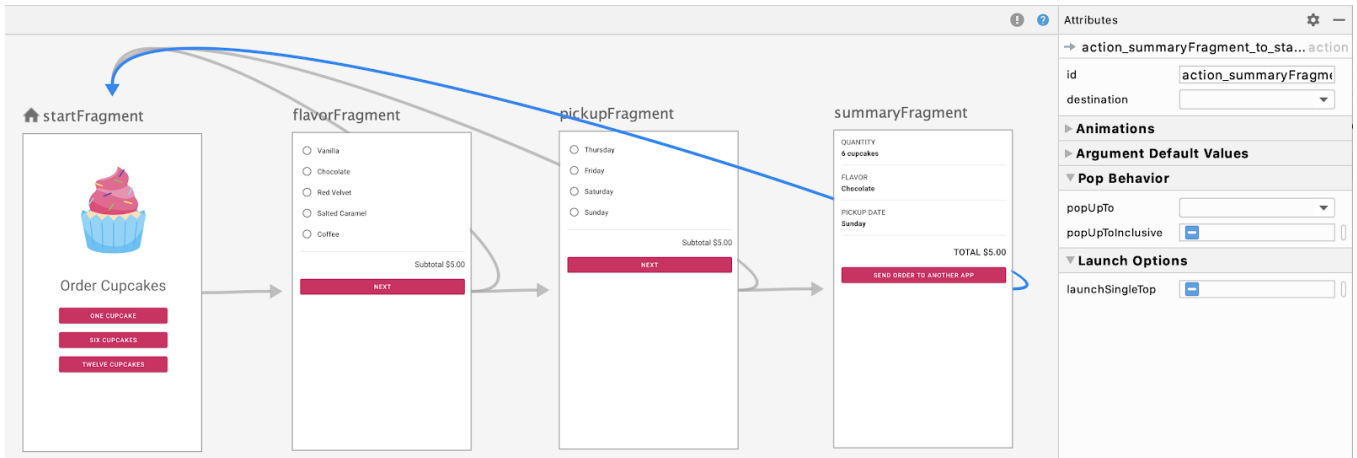 Attributes
action_summaryFragment_to_sta... action
id action_summaryFragme
destination
Animations
Argument Default Values
Pop Behavior
popUpTo
popUpToInclusive
Launch Options
launchSingleTop
startFragment
Order Cupcakes
ONE CUPCAKE
SIX CUPCAKES
TWELVE CUPCAKES
flavorFragment
Vanilla
Chocolate
Red Velvet
Salted Caramel
Coffee
Subtotal $5.00
NEXT
pickupFragment
Thursday
Friday
Saturday
Sunday
Subtotal $5.00
NEXT
summaryFragment
QUANTITY
6 cupcakes
FLAVOR
Chocolate
PICKUP DATE
Sunday
TOTAL $5.00
SEND ORDER TO ANOTHER APP